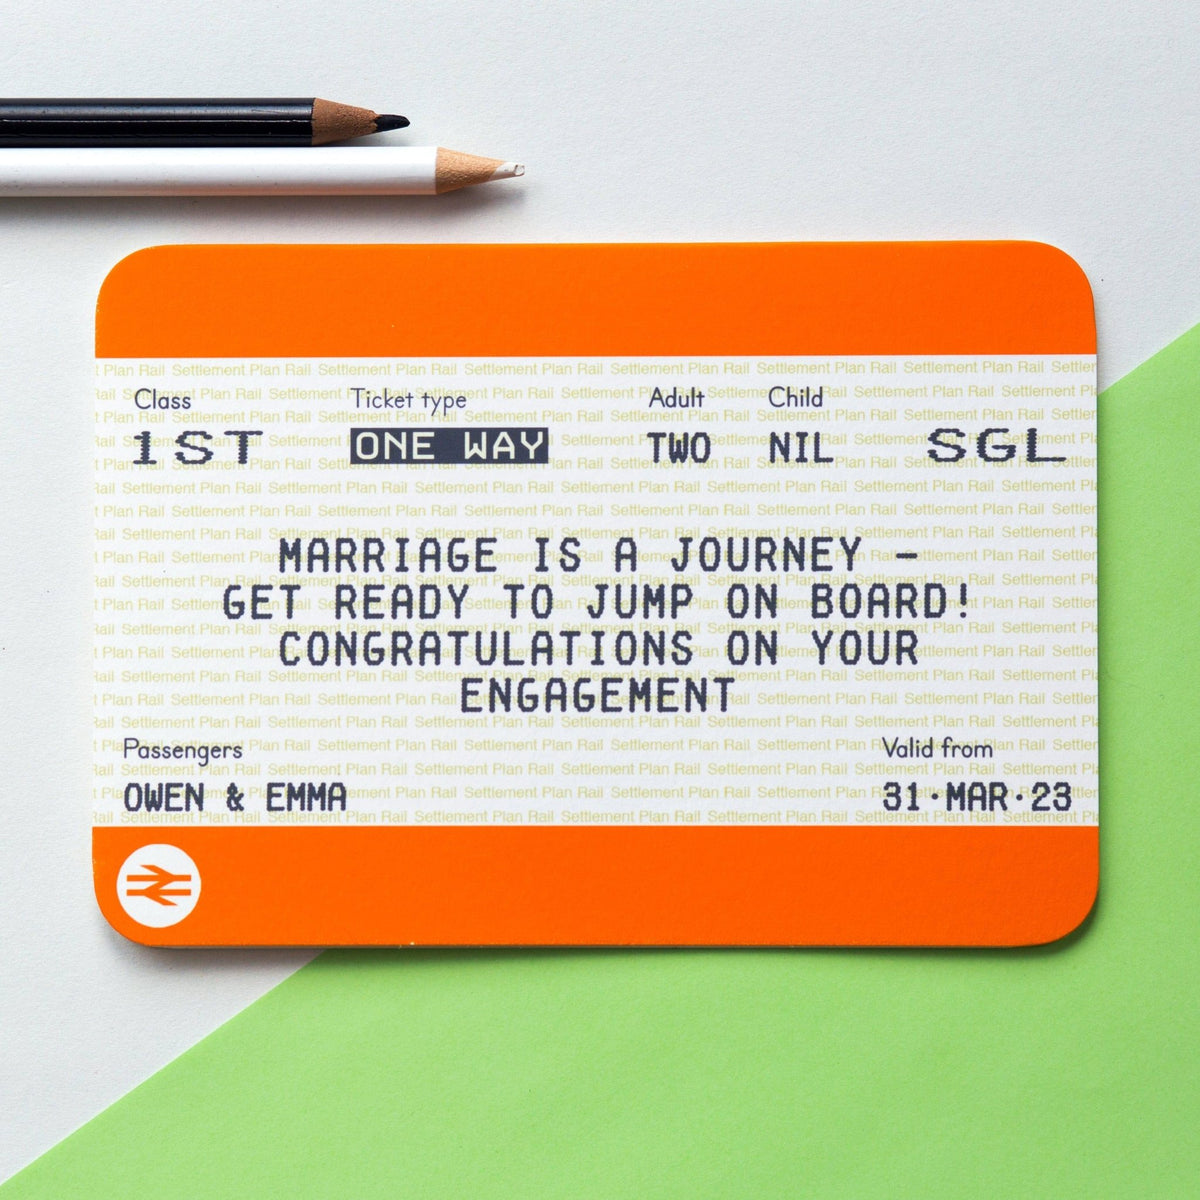 Class Ticket type Adult Child
1ST ONE WAY TWO NIL SGL
MARRIAGE IS A JOURNEY –
GET READY TO JUMP ON BOARD!
CONGRATULATIONS ON YOUR
ENGAGEMENT
Passengers Valid from
OWEN & EMMA 31·MAR·23